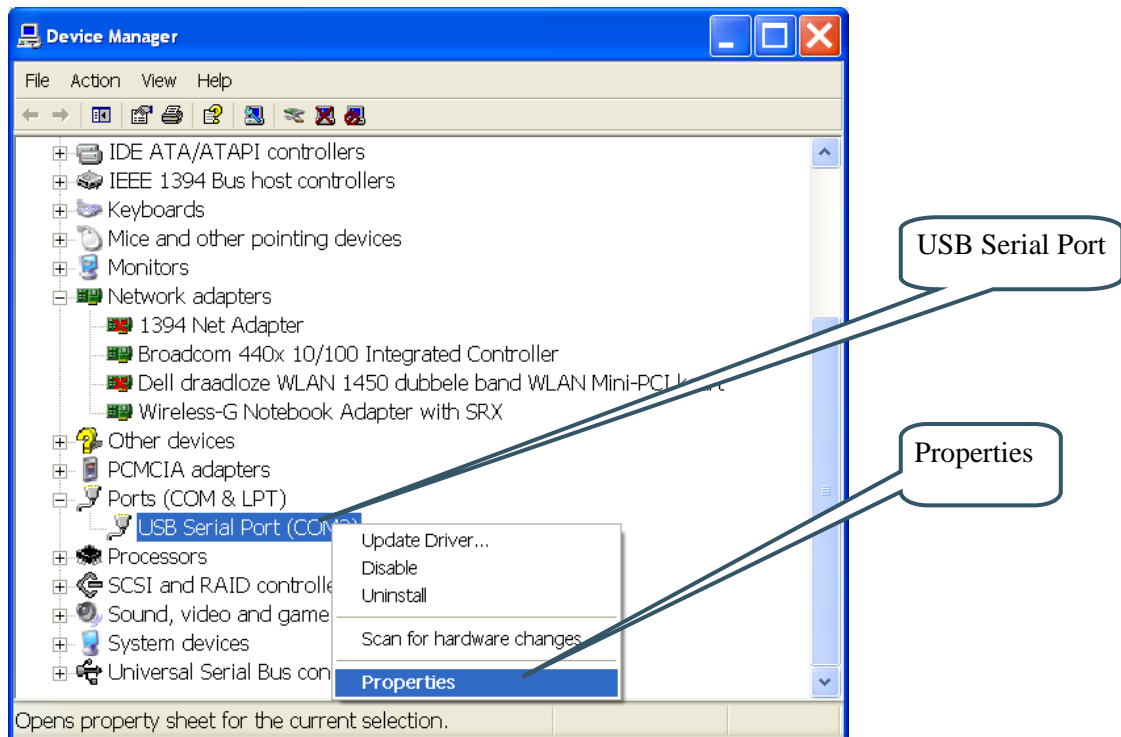 Device Manager
File Action View Help
IDE ATA/ATAPI controllers
IEEE 1394 Bus host controllers
Keyboards
Mice and other pointing devices
Monitors
Network adapters
1394 Net Adapter
Broadcom 440x 10/100 Integrated Controller
Dell draadloze WLAN 1450 dubbele band WLAN Mini-PCI
Wireless-G Notebook Adapter with SRX
Other devices
PCMCIA adapters
Ports (COM & LPT)
USB Serial Port
Processors
SCSI and RAID controlle
Sound, video and game
System devices
Universal Serial Bus con
Update Driver...
Disable
Uninstall
Scan for hardware changes
Properties
Opens property sheet for the current selection.
USB Serial Port
Properties